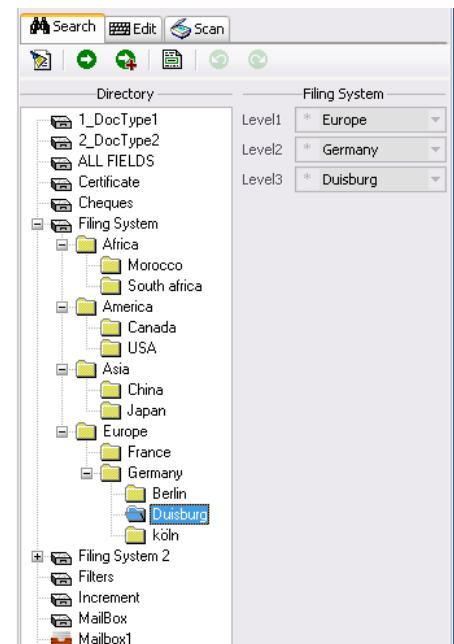 Search Edit Scan
Directory Filing System
1_DocType1 Level1 * Europe
2_DocType2
ALL FIELDS Level2 * Germany
Certificate Level3 * Duisburg
Cheques
Filing System
Africa
Morocco
South africa
America
Canada
USA
Asia
China
Japan
Europe
France
Germany
Berlin
Duisburg
köln
Filing System 2
Filters
Increment
MailBox
Mailbox1